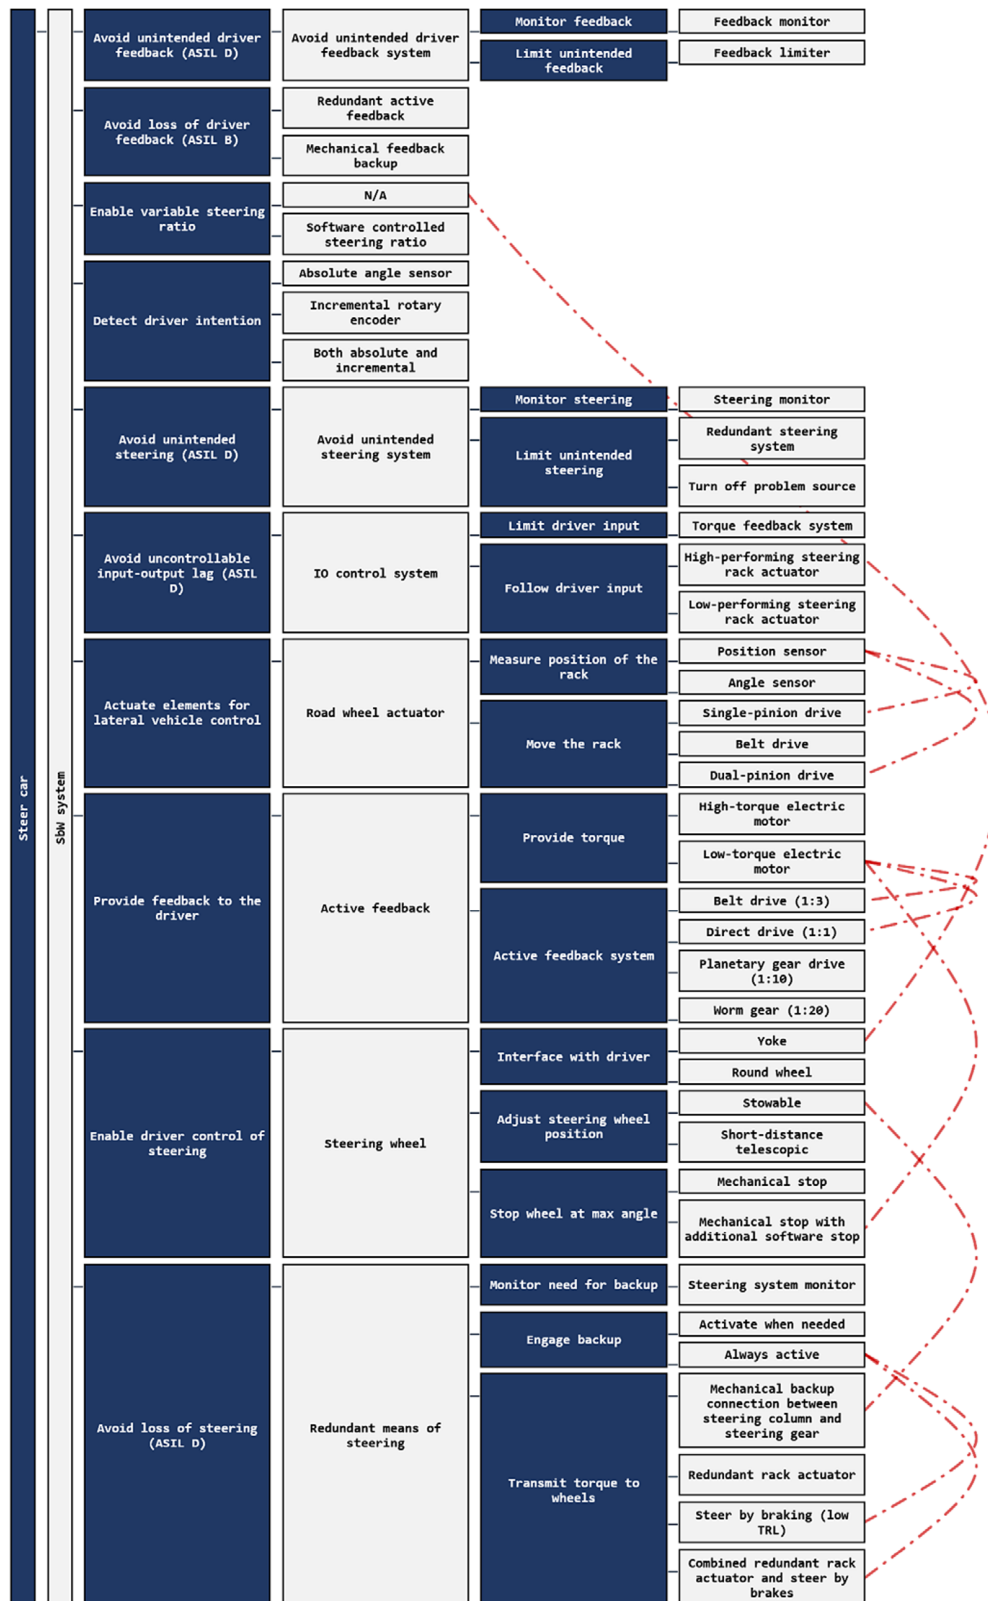 Steer car
SbW system
Avoid unintended driver
feedback (ASIL D)
Avoid unintended driver
feedback system
Monitor feedback
Feedback monitor
Limit unintended
feedback
Feedback limiter
Avoid loss of driver
feedback (ASIL B)
Redundant active
feedback
Mechanical feedback
backup
Enable variable steering
ratio
N/A
Software controlled
steering ratio
Detect driver intention
Absolute angle sensor
Incremental rotary
encoder
Both absolute and
incremental
Avoid unintended
steering (ASIL D)
Avoid unintended
steering system
Monitor steering
Steering monitor
Limit unintended
steering
Redundant steering
system
Turn off problem source
Avoid uncontrollable
input-output lag (ASIL
D)
IO control system
Limit driver input
Torque feedback system
Follow driver input
High-performing steering
rack actuator
Low-performing steering
rack actuator
Actuate elements for
lateral vehicle control
Road wheel actuator
Measure position of the
rack
Position sensor
Angle sensor
Move the rack
Single-pinion drive
Belt drive
Dual-pinion drive
Provide feedback to the
driver
Active feedback
Provide torque
High-torque electric
motor
Low-torque electric
motor
Active feedback system
Belt drive (1:3)
Direct drive (1:1)
Planetary gear drive
(1:10)
Worm gear (1:20)
Enable driver control of
steering
Steering wheel
Interface with driver
Yoke
Round wheel
Adjust steering wheel
position
Stowable
Short-distance
telescopic
Stop wheel at max angle
Mechanical stop
Mechanical stop with
additional software stop
Avoid loss of steering
(ASIL D)
Redundant means of
steering
Monitor need for backup
Steering system monitor
Engage backup
Activate when needed
Always active
Transmit torque to
wheels
Mechanical backup
connection between
steering column and
steering gear
Redundant rack actuator
Steer by braking (low
TRL)
Combined redundant rack
actuator and steer by
brakes